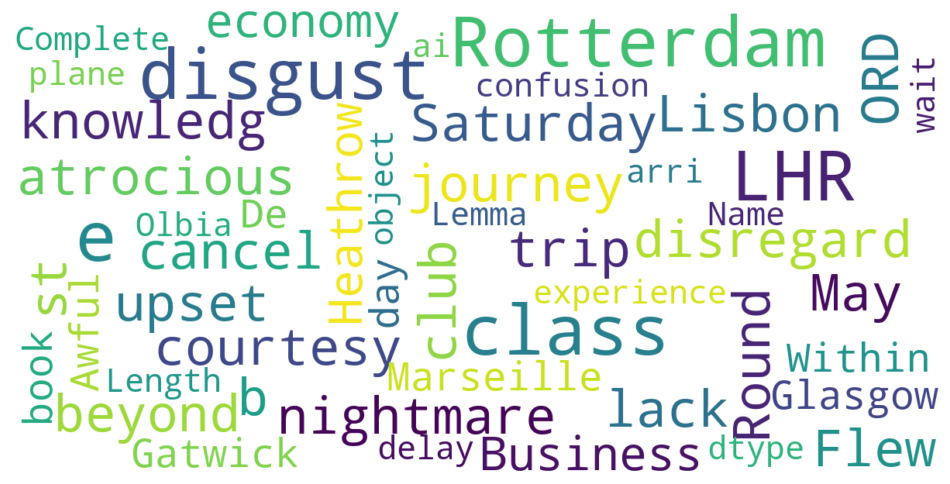 Complete
economy
ai
Rotterdam
ORD
wait
plane
disgust
confusion
knowledg
Heathrow
Saturday
Lisbon
object
atrocious
journey
arri
LHR
Olbia
De
Lemma
Name
e
cancel
trip
disregard
st
Awful
upset
day
club
experience
May
class
Round
book
courtesy
Within
Length
Marseille
Glasgow
beyond
b
nightmare
lack
Gatwick
delay
Business
dtype
Flew